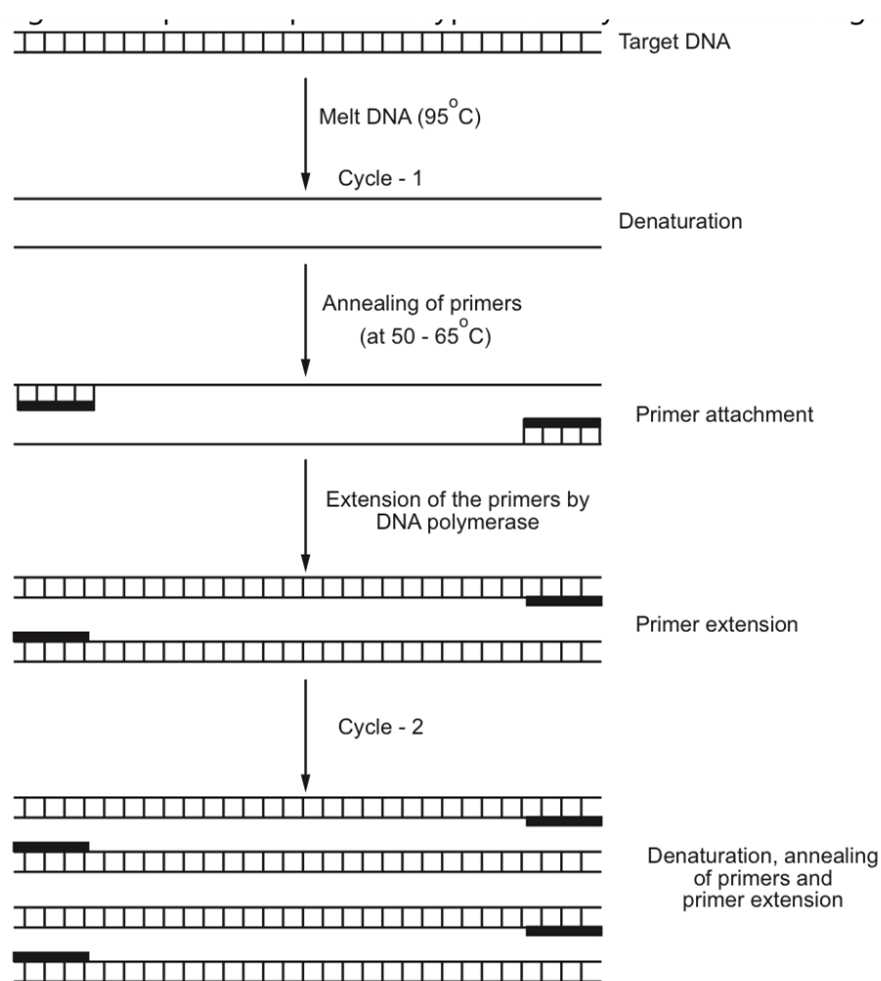 Target DNA
Melt DNA (95°C)
Cycle - 1
Denaturation
Annealing of primers
(at 50 - 65°C)
Primer attachment
Extension of the primers by
DNA polymerase
Primer extension
Cycle - 2
Denaturation, annealing
of primers and
primer extension